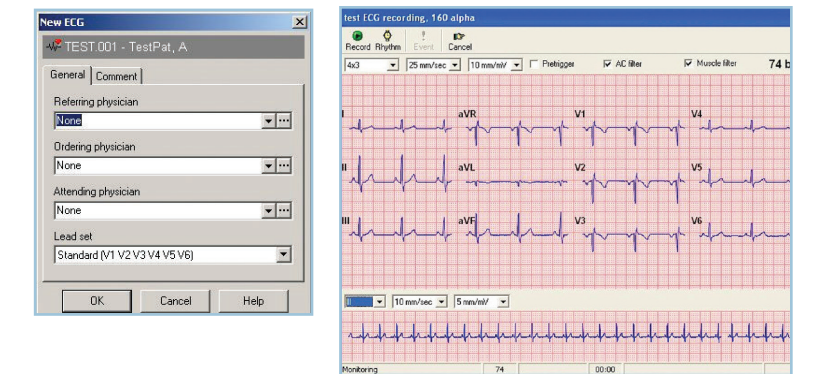 New ECG
TEST.001 - TestPat, A
General Comment
Referring physician
None
Ordering physician
None
Attending physician
None
Lead set
Standard (V1 V2 V3 V4 V5 V6)
OK Cancel Help
test ECG recording, 160 alpha
Record Rhythm Event Cancel
4x3 25 mm/sec 10 mm/mV Pretrigger AC filter Muscle filter 74 b
I aVR V1 V4
II aVL V2 V5
III aVF V3 V6
II 10 mm/sec 5 mm/mV
Monitoring 74 00:00